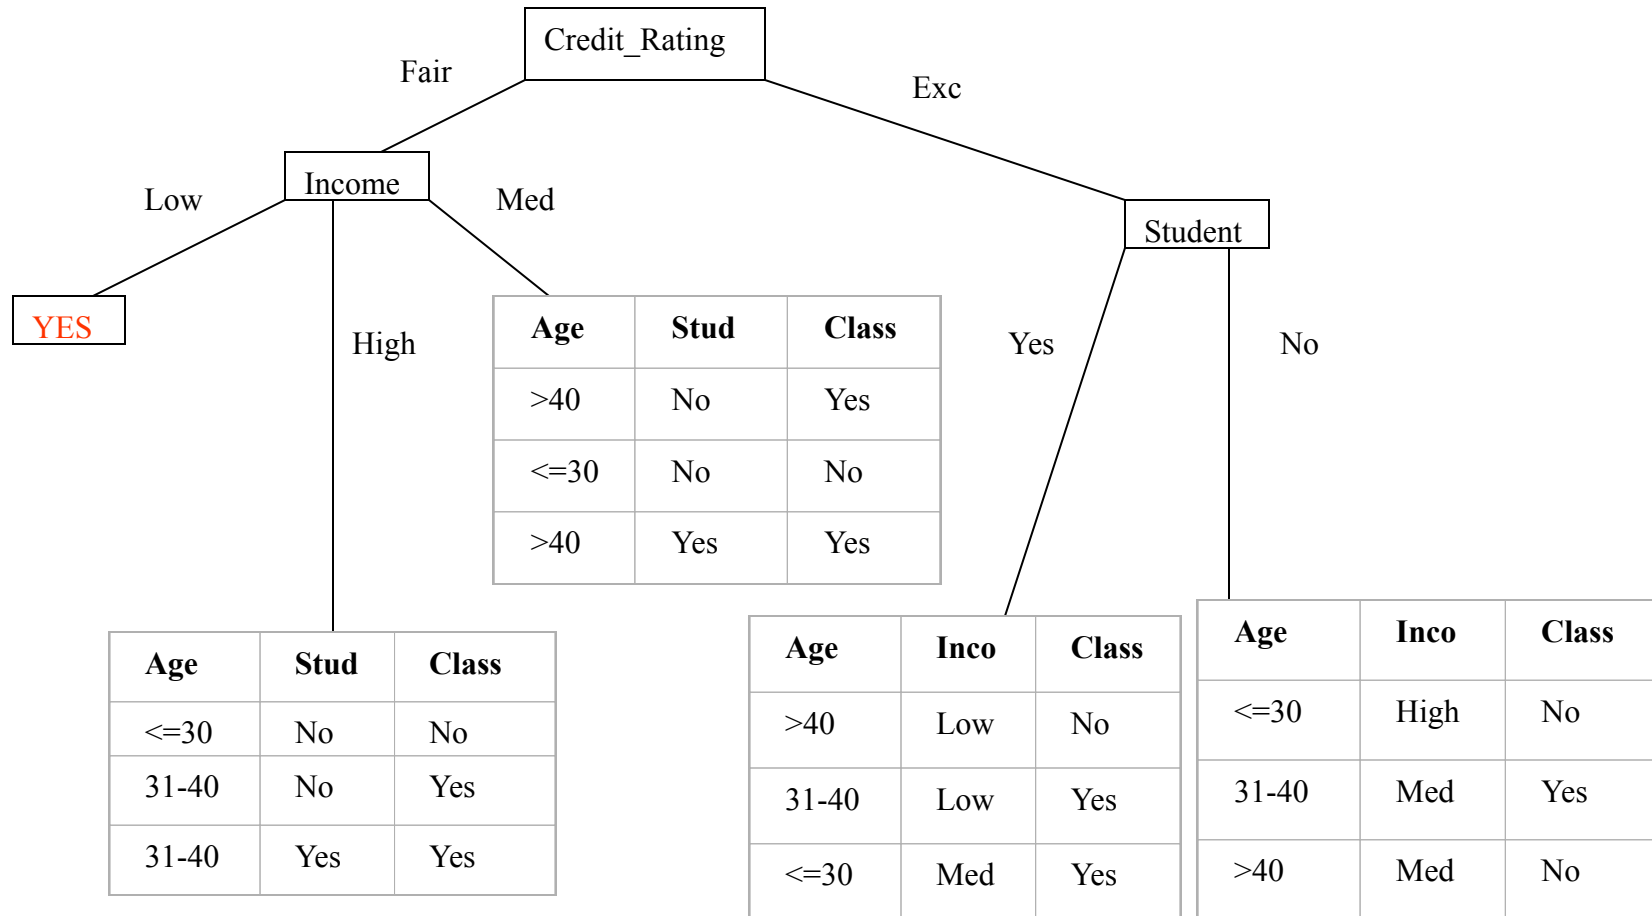 Credit_Rating
Fair
Exc
Income
Student
Low
Med
YES
High
Yes
No
Age Stud Class
>40 No Yes
<=30 No No
>40 Yes Yes
Age Stud Class
<=30 No No
31-40 No Yes
31-40 Yes Yes
Age Inco Class
>40 Low No
31-40 Low Yes
<=30 Med Yes
Age Inco Class
<=30 High No
31-40 Med Yes
>40 Med No